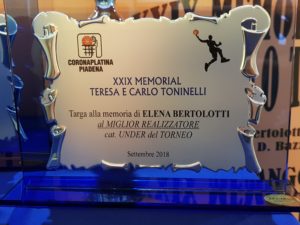 CORONAPLATINA
PIADENA
XXIX MEMORIAL
TERESA E CARLO TONINELLI
Targa alla memoria di ELENA BERTOLOTTI
al MIGLIOR REALIZZATORE
cat. UNDER del TORNEO
Settembre 2018